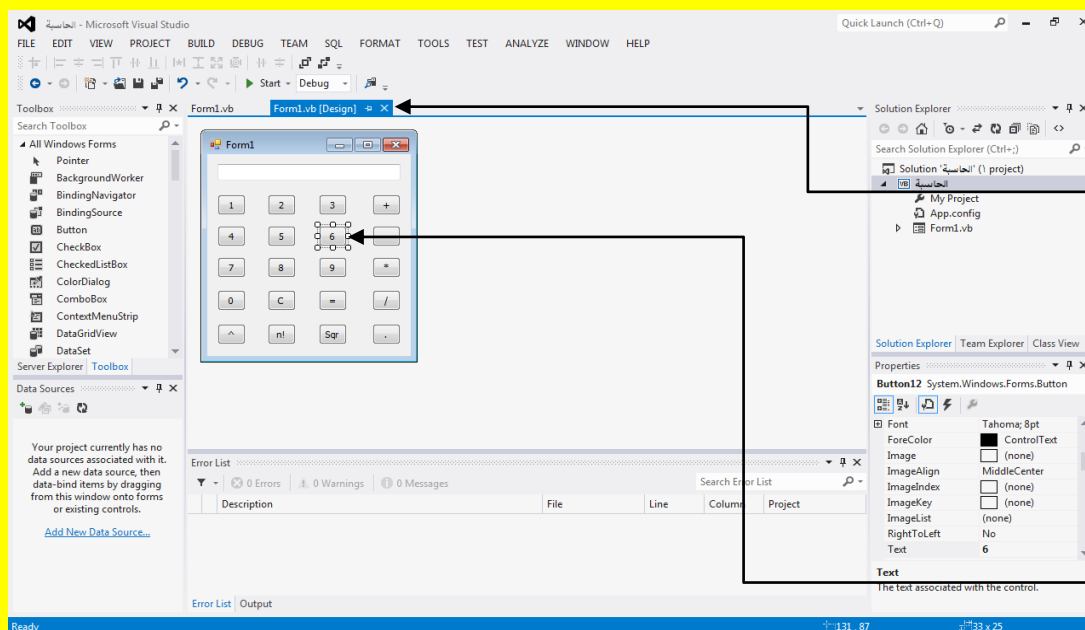 الحاسبة - Microsoft Visual Studio
Quick Launch (Ctrl+Q)
FILE EDIT VIEW PROJECT BUILD DEBUG TEAM SQL FORMAT TOOLS TEST ANALYZE WINDOW HELP
Start Debug
Toolbox
Search Toolbox
All Windows Forms
Pointer
BackgroundWorker
BindingNavigator
BindingSource
Button
CheckBox
CheckedListBox
ColorDialog
ComboBox
ContextMenuStrip
DataGridView
DataSet
Server Explorer Toolbox
Data Sources
Your project currently has no
data sources associated with it.
Add a new data source, then
data-bind items by dragging
from this window onto forms
or existing controls.
Add New Data Source...
Form1.vb Form1.vb [Design]
Form1
1 2 3 +
4 5 6
7 8 9 *
0 C = /
^ n! Sqr .
Error List
0 Errors 0 Warnings 0 Messages
Search Error List
Description File Line Column Project
Error List Output
Solution Explorer
Search Solution Explorer (Ctrl+;)
Solution 'الحاسبة' (١ project)
VB الحاسبة
My Project
App.config
Form1.vb
Solution Explorer Team Explorer Class View
Properties
Button12 System.Windows.Forms.Button
Font Tahoma; 8pt
ForeColor ControlText
Image (none)
ImageAlign MiddleCenter
ImageIndex (none)
ImageKey (none)
ImageList (none)
RightToLeft No
Text 6
Text
The text associated with the control.
Ready 131 , 87 33 x 25